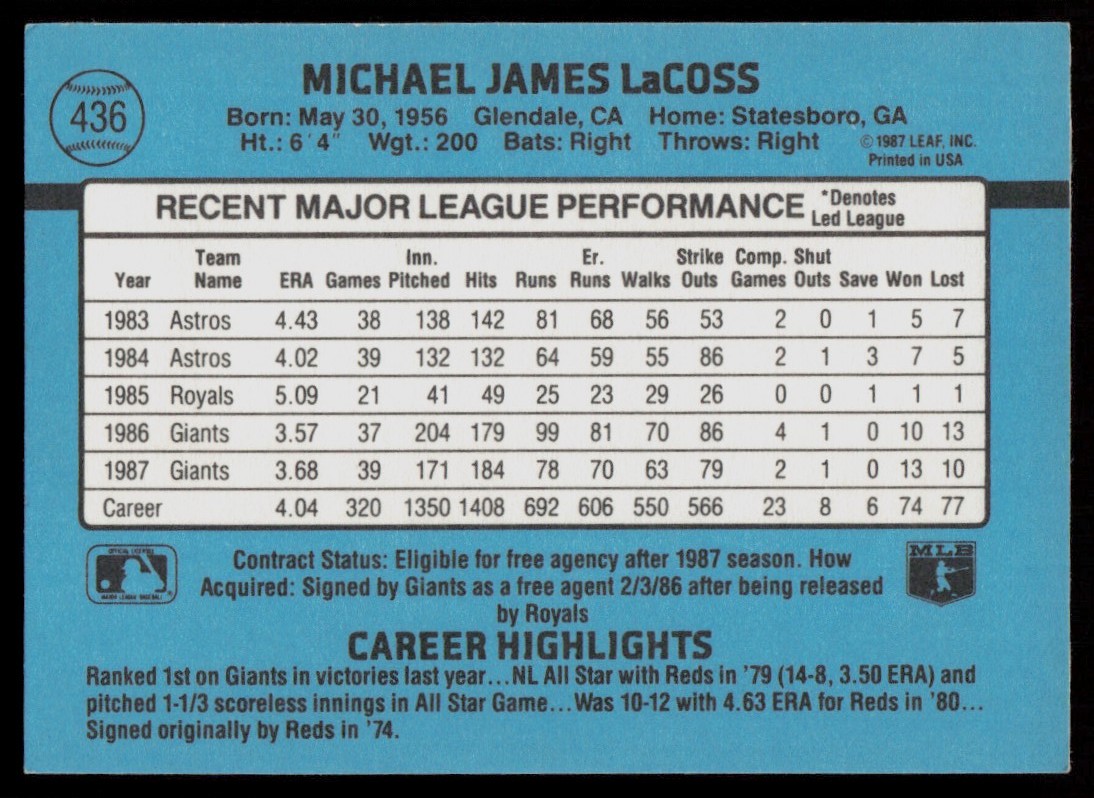 436
MICHAEL JAMES LaCOSS
Born: May 30, 1956 Glendale, CA Home: Statesboro, GA
Ht.: 6'4" Wgt.: 200 Bats: Right Throws: Right
© 1987 LEAF, INC.
Printed in USA
RECENT MAJOR LEAGUE PERFORMANCE *Denotes
Led League
Team Inn. Er. Strike Comp. Shut
Year Name ERA Games Pitched Hits Runs Runs Walks Outs Games Outs Save Won Lost
1983 Astros 4.43 38 138 142 81 68 56 53 2 0 1 5 7
1984 Astros 4.02 39 132 132 64 59 55 86 2 1 3 7 5
1985 Royals 5.09 21 41 49 25 23 29 26 0 0 1 1 1
1986 Giants 3.57 37 204 179 99 81 70 86 4 1 0 10 13
1987 Giants 3.68 39 171 184 78 70 63 79 2 1 0 13 10
Career 4.04 320 1350 1408 692 606 550 566 23 8 6 74 77
MLB
MAJOR LEAGUE BASEBALL
Contract Status: Eligible for free agency after 1987 season. How
Acquired: Signed by Giants as a free agent 2/3/86 after being released
by Royals
CAREER HIGHLIGHTS
Ranked 1st on Giants in victories last year...NL All Star with Reds in '79 (14-8, 3.50 ERA) and
pitched 1-1/3 scoreless innings in All Star Game...Was 10-12 with 4.63 ERA for Reds in '80...
Signed originally by Reds in '74.